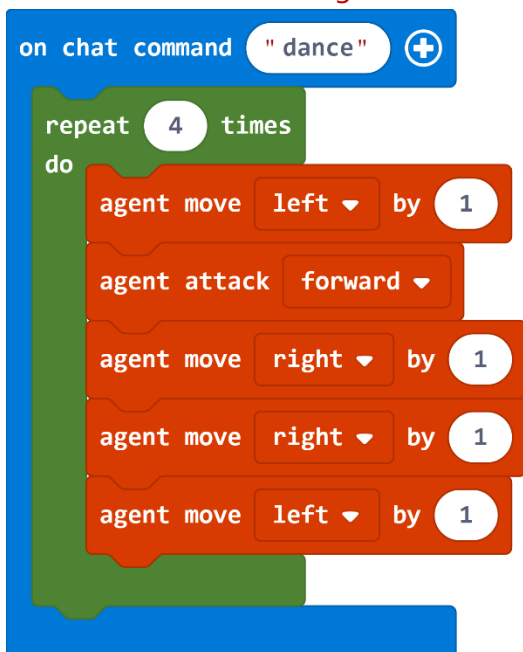 on chat command "dance"
repeat 4 times
do
agent move left by 1
agent attack forward
agent move right by 1
agent move right by 1
agent move left by 1